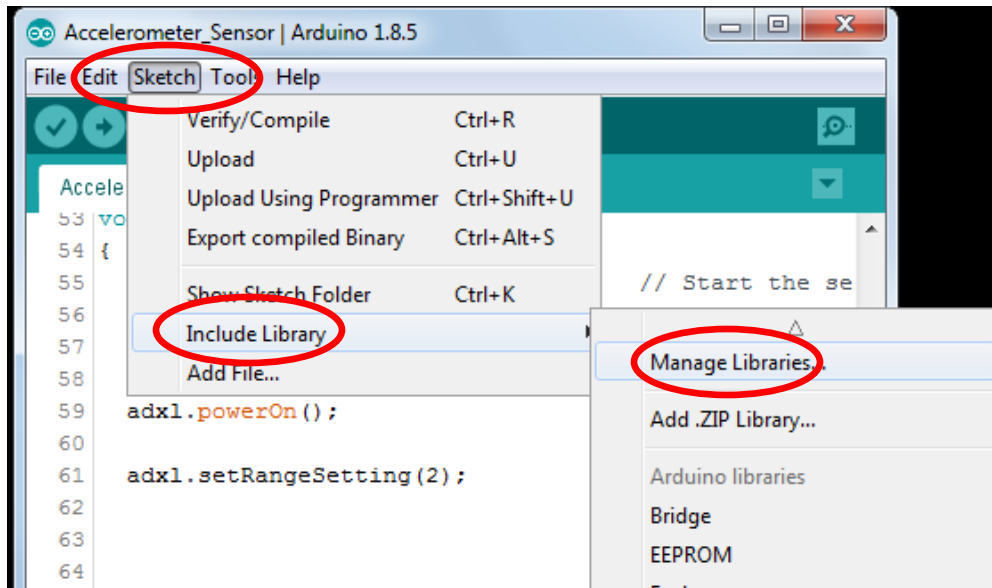 Accelerometer_Sensor | Arduino 1.8.5
File Edit Sketch Tools Help
Verify/Compile Ctrl+R
Upload Ctrl+U
Upload Using Programmer Ctrl+Shift+U
Export compiled Binary Ctrl+Alt+S
Show Sketch Folder Ctrl+K
Include Library
Add File...
Manage Libraries...
Add .ZIP Library...
Arduino libraries
Bridge
EEPROM
Accele
53 vo
54 {
55 // Start the se
56
57
58
59 adxl.powerOn();
60
61 adxl.setRangeSetting(2);
62
63
64